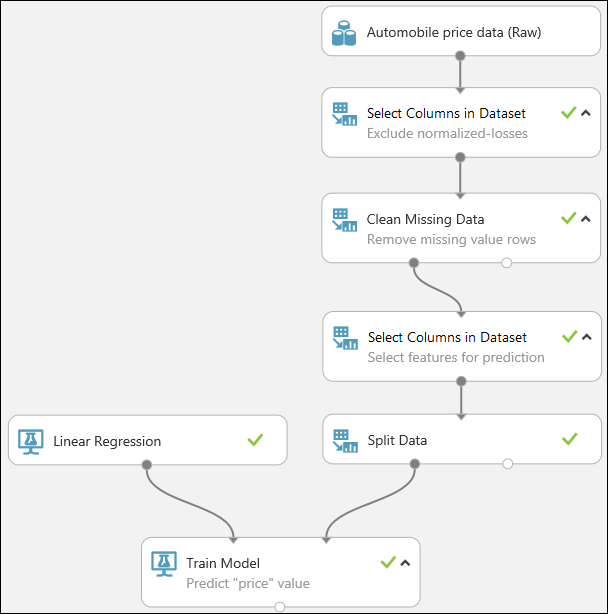 Automobile price data (Raw)
Select Columns in Dataset
Exclude normalized-losses
Clean Missing Data
Remove missing value rows
Select Columns in Dataset
Select features for prediction
Linear Regression
Split Data
Train Model
Predict "price" value